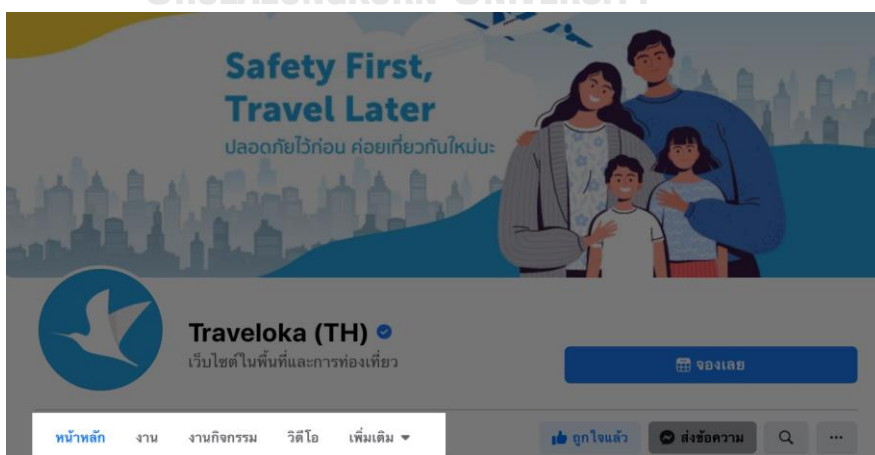 CHULALONGKORN UNIVERSITY
Safety First,
Travel Later
ปลอดภัยไว้ก่อน ค่อยเที่ยวกันใหม่นะ
Traveloka (TH)
เว็บไซต์ในพื้นที่และการท่องเที่ยว
จองเลย
หน้าหลัก งาน งานกิจกรรม วิดีโอ เพิ่มเติม
ถูกใจแล้ว ส่งข้อความ